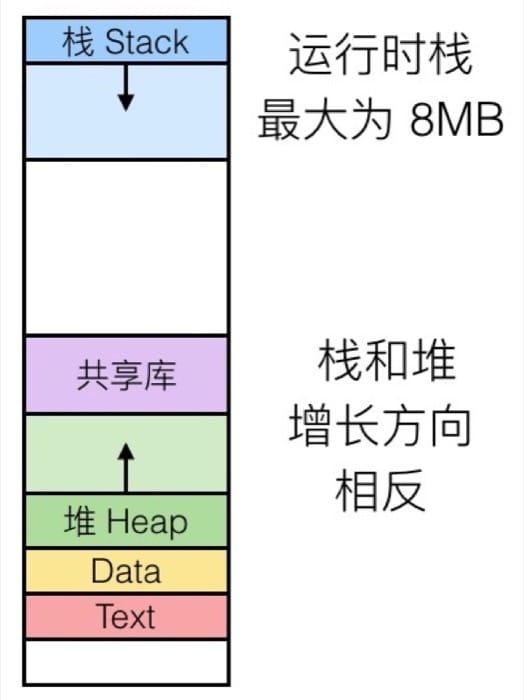 栈 Stack
运行时栈
最大为 8MB
共享库
栈和堆
增长方向
相反
堆 Heap
Data
Text